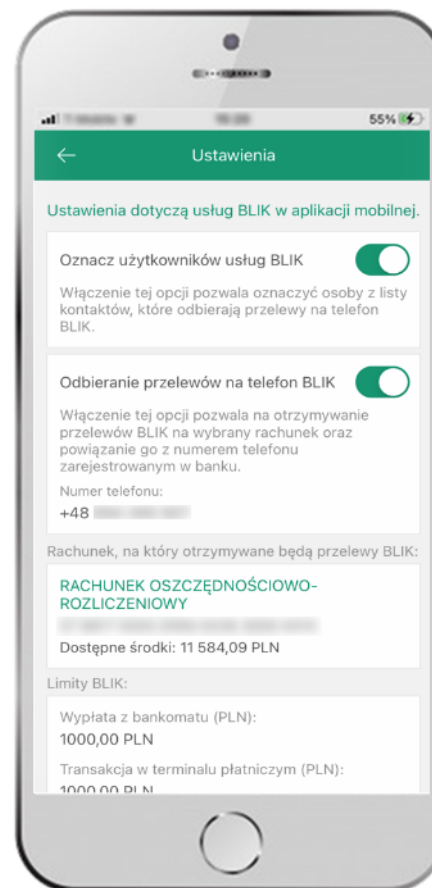 55%
Ustawienia
Ustawienia dotyczą usług BLIK w aplikacji mobilnej.
Oznacz użytkowników usług BLIK
Włączenie tej opcji pozwala oznaczyć osoby z listy
kontaktów, które odbierają przelewy na telefon
BLIK.
Odbieranie przelewów na telefon BLIK
Włączenie tej opcji pozwala na otrzymywanie
przelewów BLIK na wybrany rachunek oraz
powiązanie go z numerem telefonu
zarejestrowanym w banku.
Numer telefonu:
+48
Rachunek, na który otrzymywane będą przelewy BLIK:
RACHUNEK OSZCZĘDNOŚCIOWO-
ROZLICZENIOWY
Dostępne środki: 11 584,09 PLN
Limity BLIK:
Wypłata z bankomatu (PLN):
1000,00 PLN
Transakcja w terminalu płatniczym (PLN):
1000,00 PLN